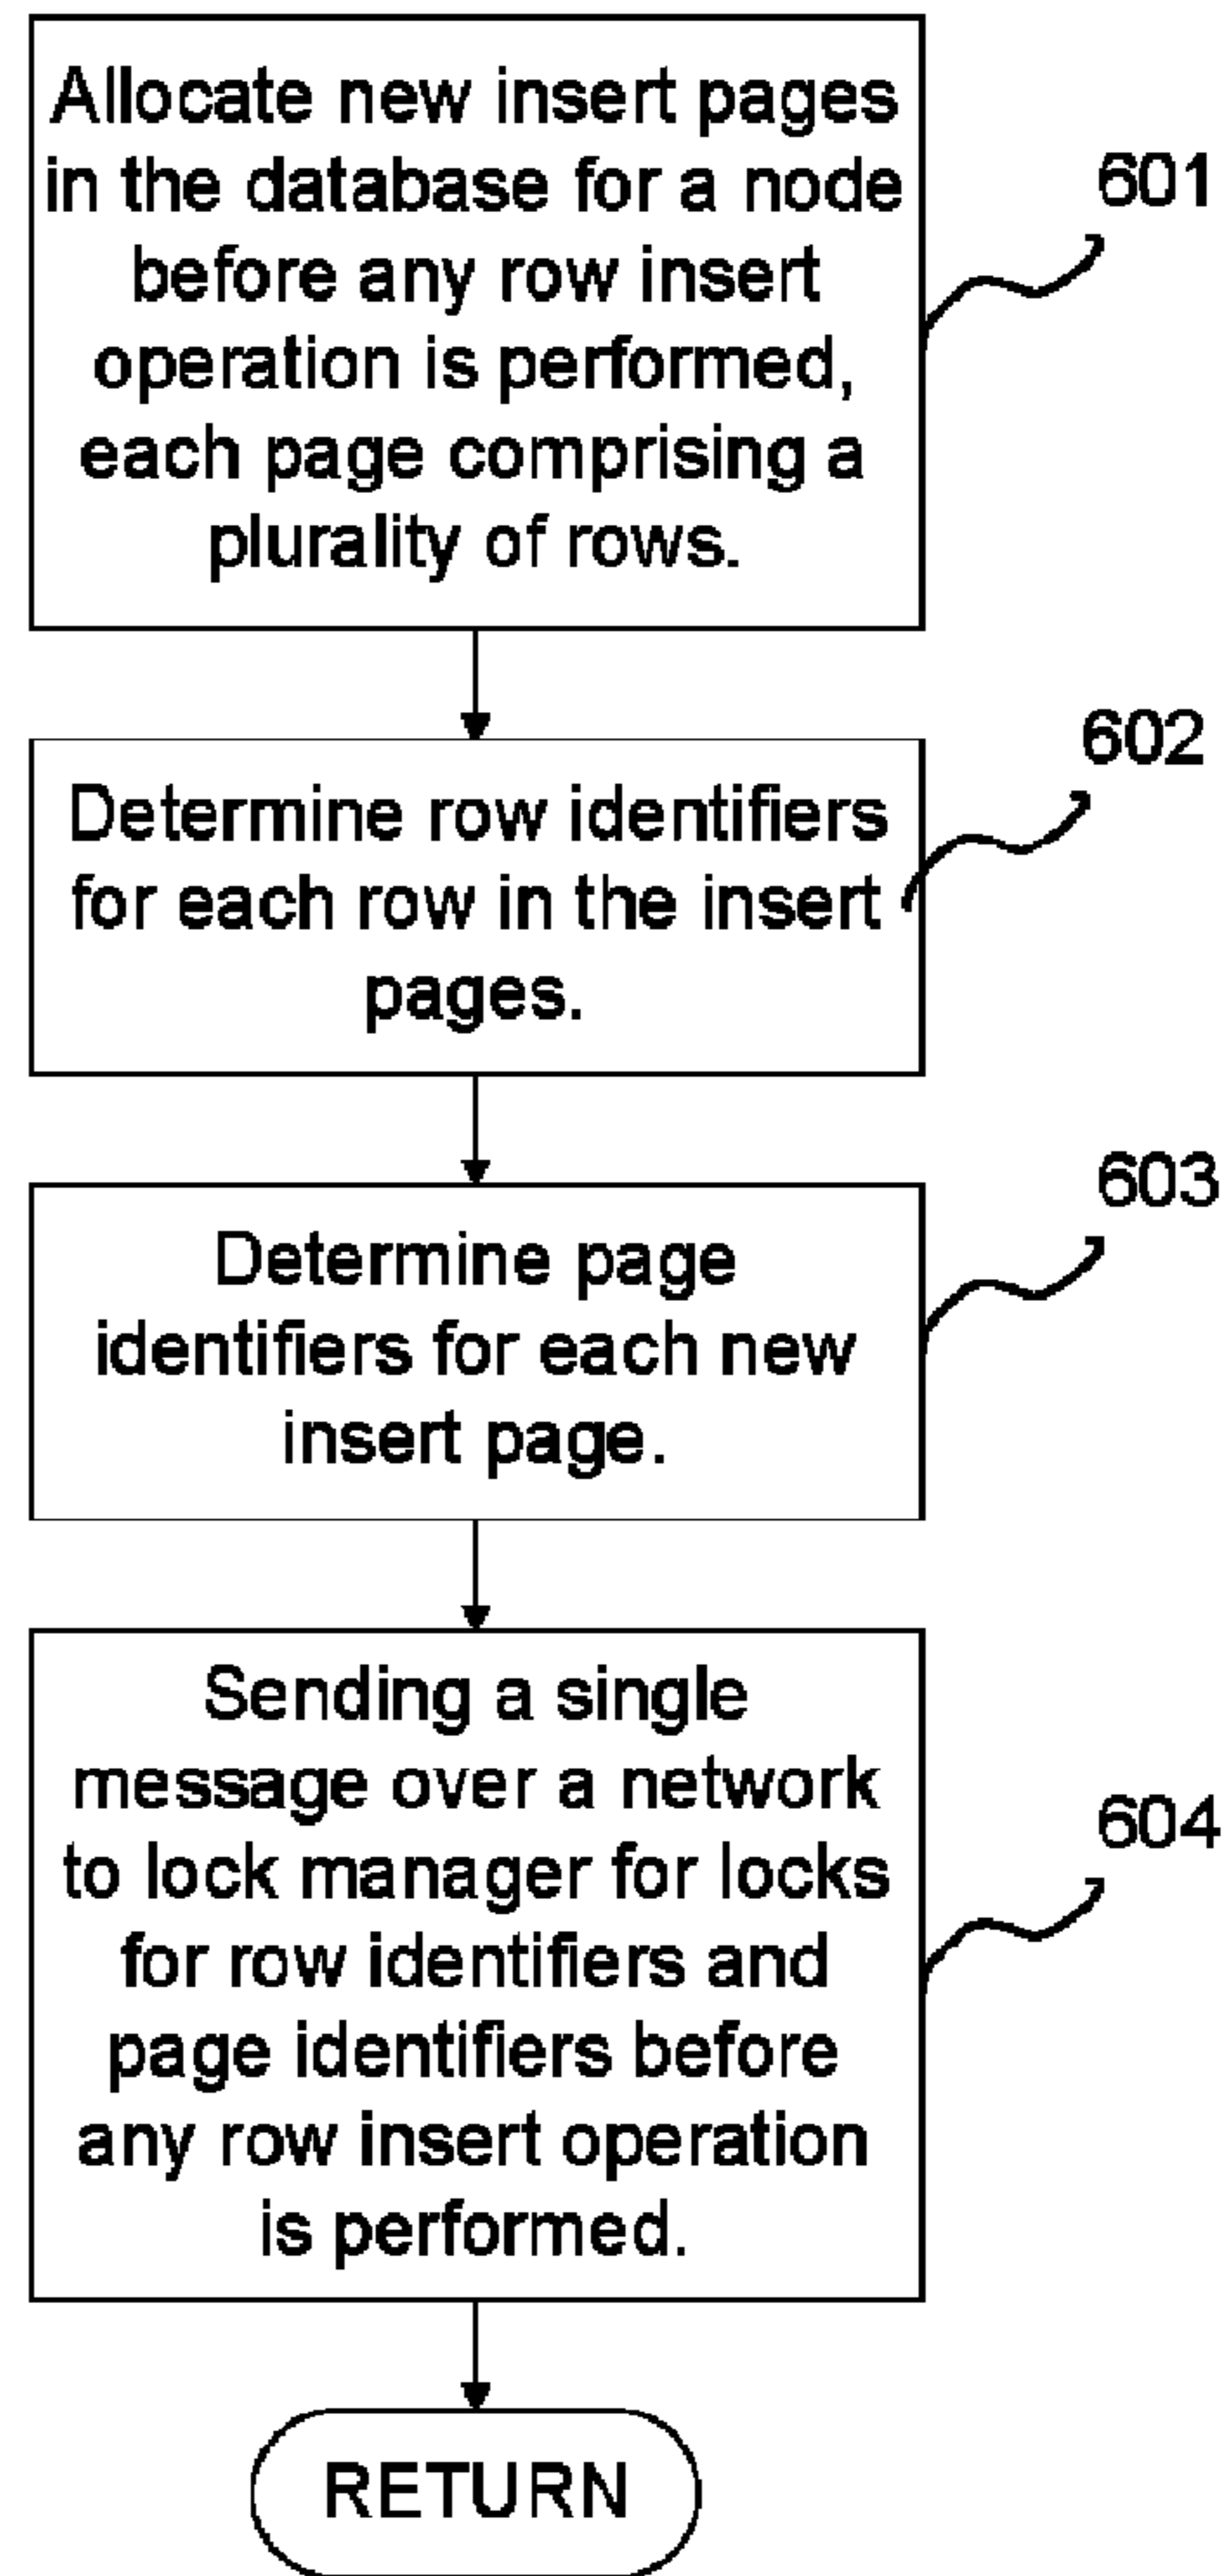 Allocate new insert pages
in the database for a node
before any row insert
operation is performed,
each page comprising a
plurality of rows.
601
Determine row identifiers
for each row in the insert
pages.
602
Determine page
identifiers for each new
insert page.
603
Sending a single
message over a network
to lock manager for locks
for row identifiers and
page identifiers before
any row insert operation
is performed.
604
RETURN